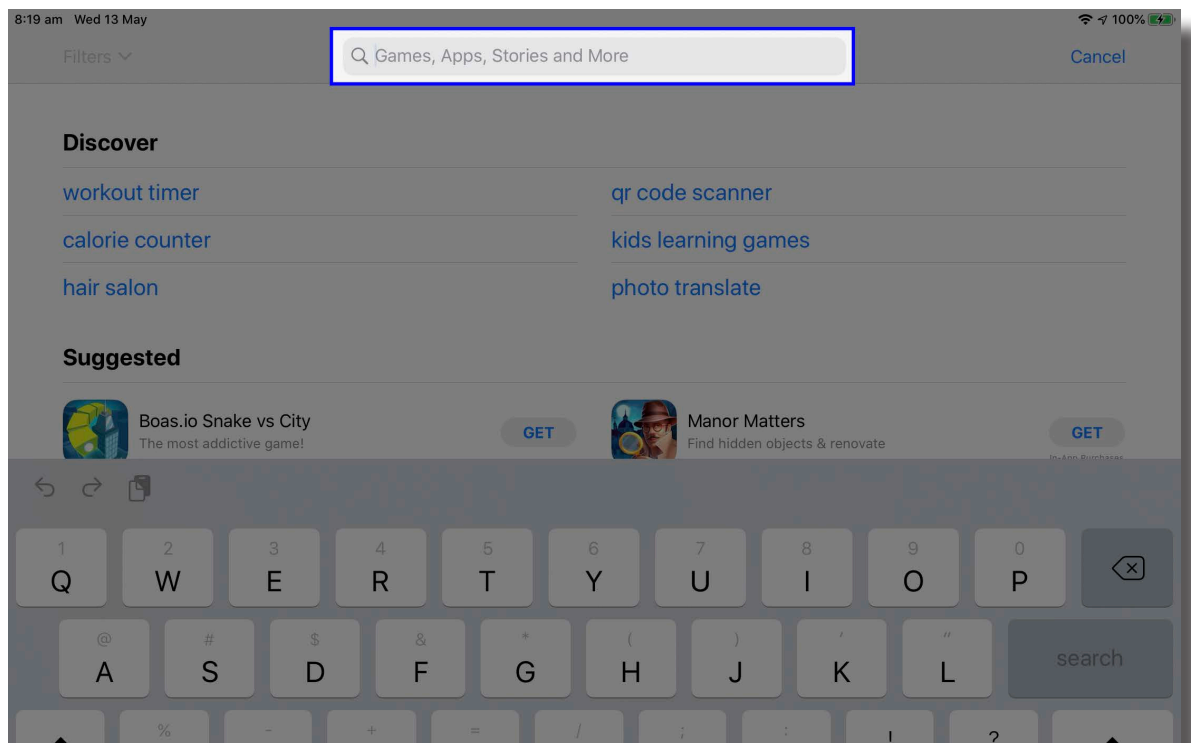 8:19 am Wed 13 May 100%
Filters Games, Apps, Stories and More Cancel
Discover
workout timer qr code scanner
calorie counter kids learning games
hair salon photo translate
Suggested
Boas.io Snake vs City GET Manor Matters GET
The most addictive game! Find hidden objects & renovate
In-App Purchases
1 2 3 4 5 6 7 8 9 0
Q W E R T Y U I O P
@ # $ & * ( ) ' "
A S D F G H J K L search
% - + = / ; : ! ?